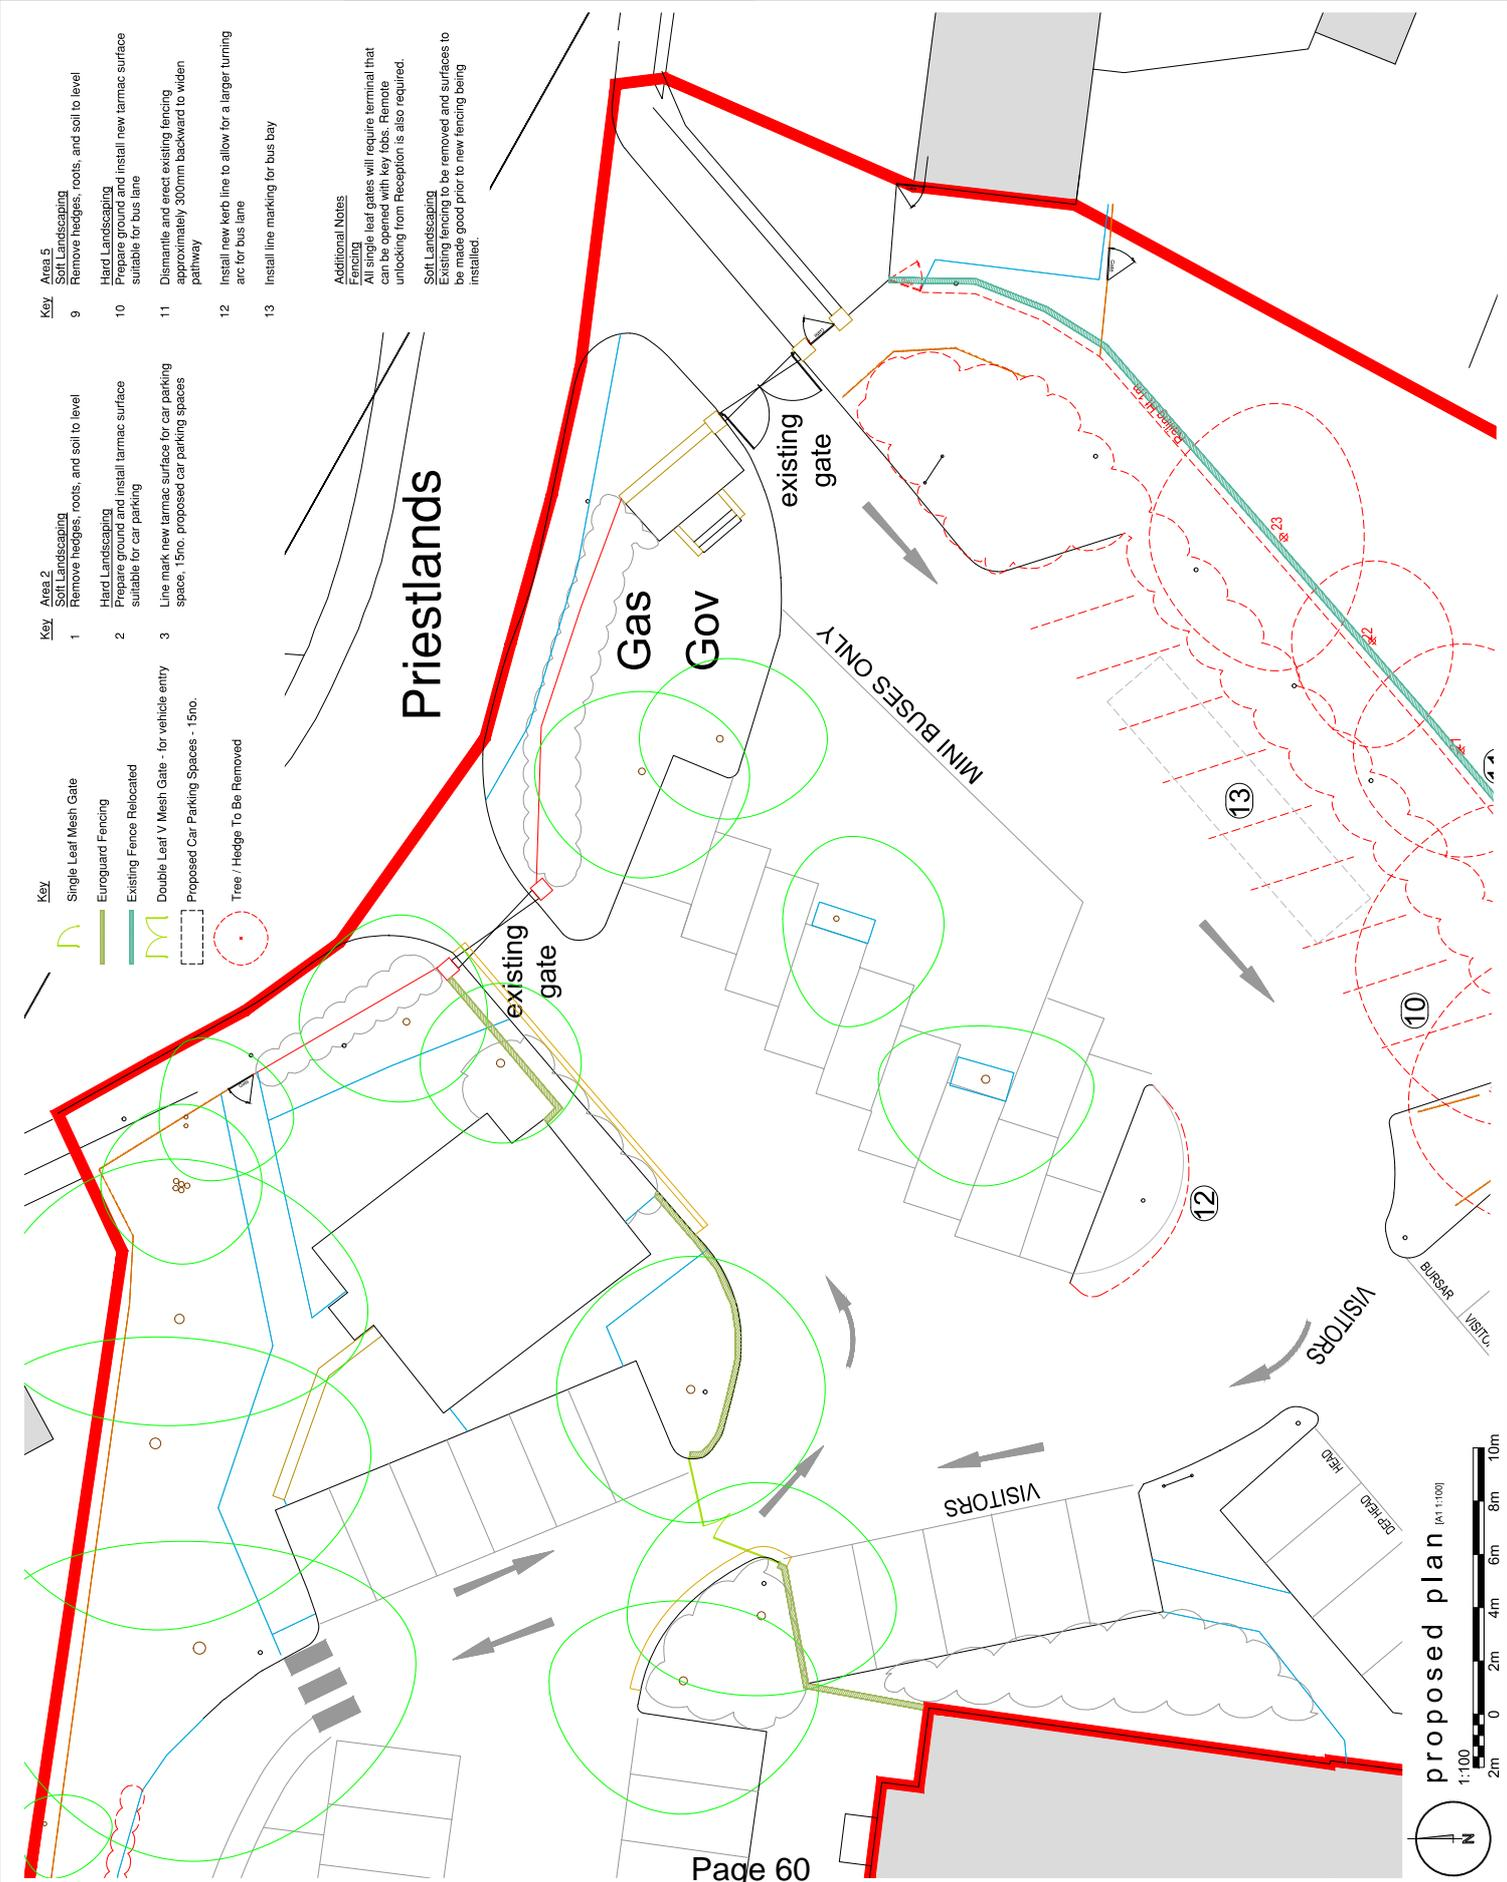 Key
Single Leaf Mesh Gate
Euroguard Fencing
Existing Fence Relocated
Double Leaf V Mesh Gate - for vehicle entry
Proposed Car Parking Spaces - 15no.
Tree / Hedge To Be Removed
Key Area 2
Soft Landscaping
1 Remove hedges, roots, and soil to level
Hard Landscaping
2 Prepare ground and install tarmac surface
suitable for car parking
3 Line mark new tarmac surface for car parking
space, 15no. proposed car parking spaces
Key Area 5
Soft Landscaping
9 Remove hedges, roots, and soil to level
Hard Landscaping
10 Prepare ground and install new tarmac surface
suitable for bus lane
11 Dismantle and erect existing fencing
approximately 300mm backward to widen
pathway
12 Install new kerb line to allow for a larger turning
arc for bus lane
13 Install line marking for bus bay
Additional Notes
Fencing
All single leaf gates will require terminal that
can be opened with key fobs. Remote
unlocking from Reception is also required.
Soft Landscaping
Existing fencing to be removed and surfaces to
be made good prior to new fencing being
installed.
Priestlands
Gas
Gov
existing
gate
existing
gate
MINI BUSES ONLY
Railing Ht 1m
23
22
13
10
12
VISITORS
VISITORS
BURSAR
HEAD
DEP HEAD
proposed plan [A1 1:100]
1:100
2m 0 2m 4m 6m 8m 10m
N
Page 60